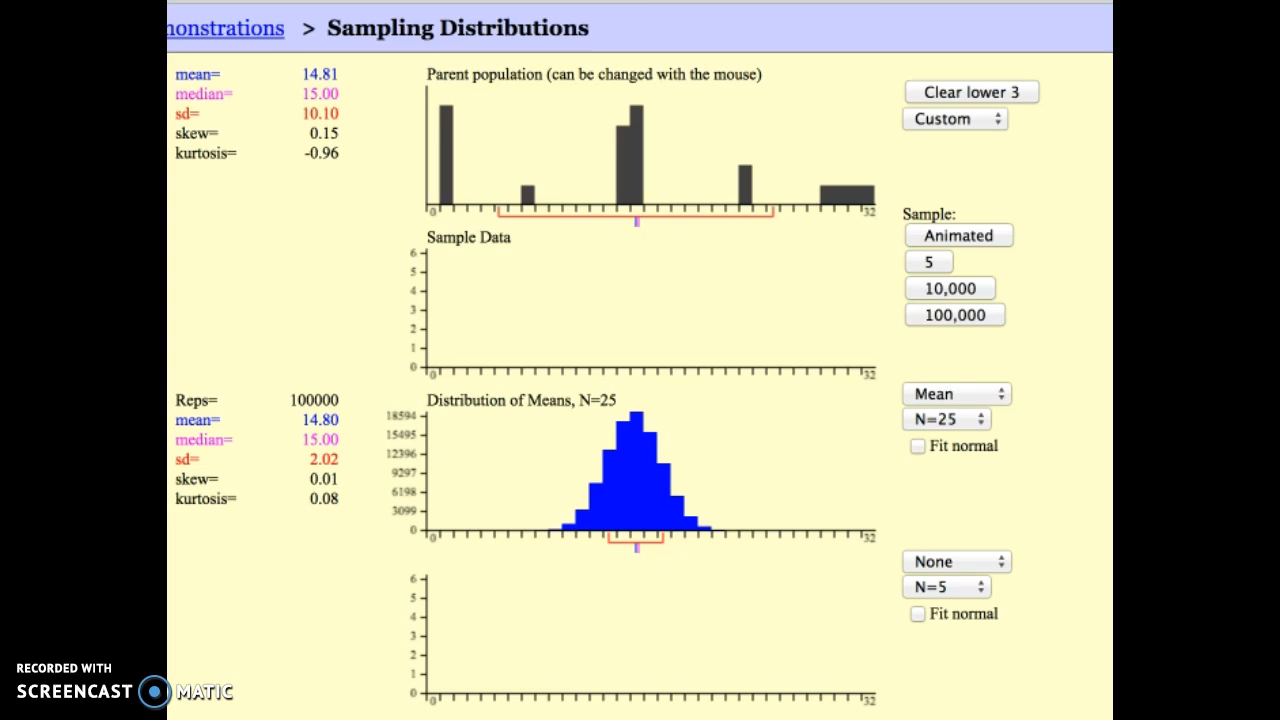 monstrations > Sampling Distributions
mean= 14.81
median= 15.00
sd= 10.10
skew= 0.15
kurtosis= -0.96
Parent population (can be changed with the mouse)
0 32
Clear lower 3
Custom
Sample Data
6
5
4
3
2
1
0
0 32
Sample:
Animated
5
10,000
100,000
Reps= 100000
mean= 14.80
median= 15.00
sd= 2.02
skew= 0.01
kurtosis= 0.08
Distribution of Means, N=25
18594
15495
12396
9297
6198
3099
0
0 32
Mean
N=25
Fit normal
6
5
4
3
2
1
0
0 32
None
N=5
Fit normal
RECORDED WITH
SCREENCAST MATIC